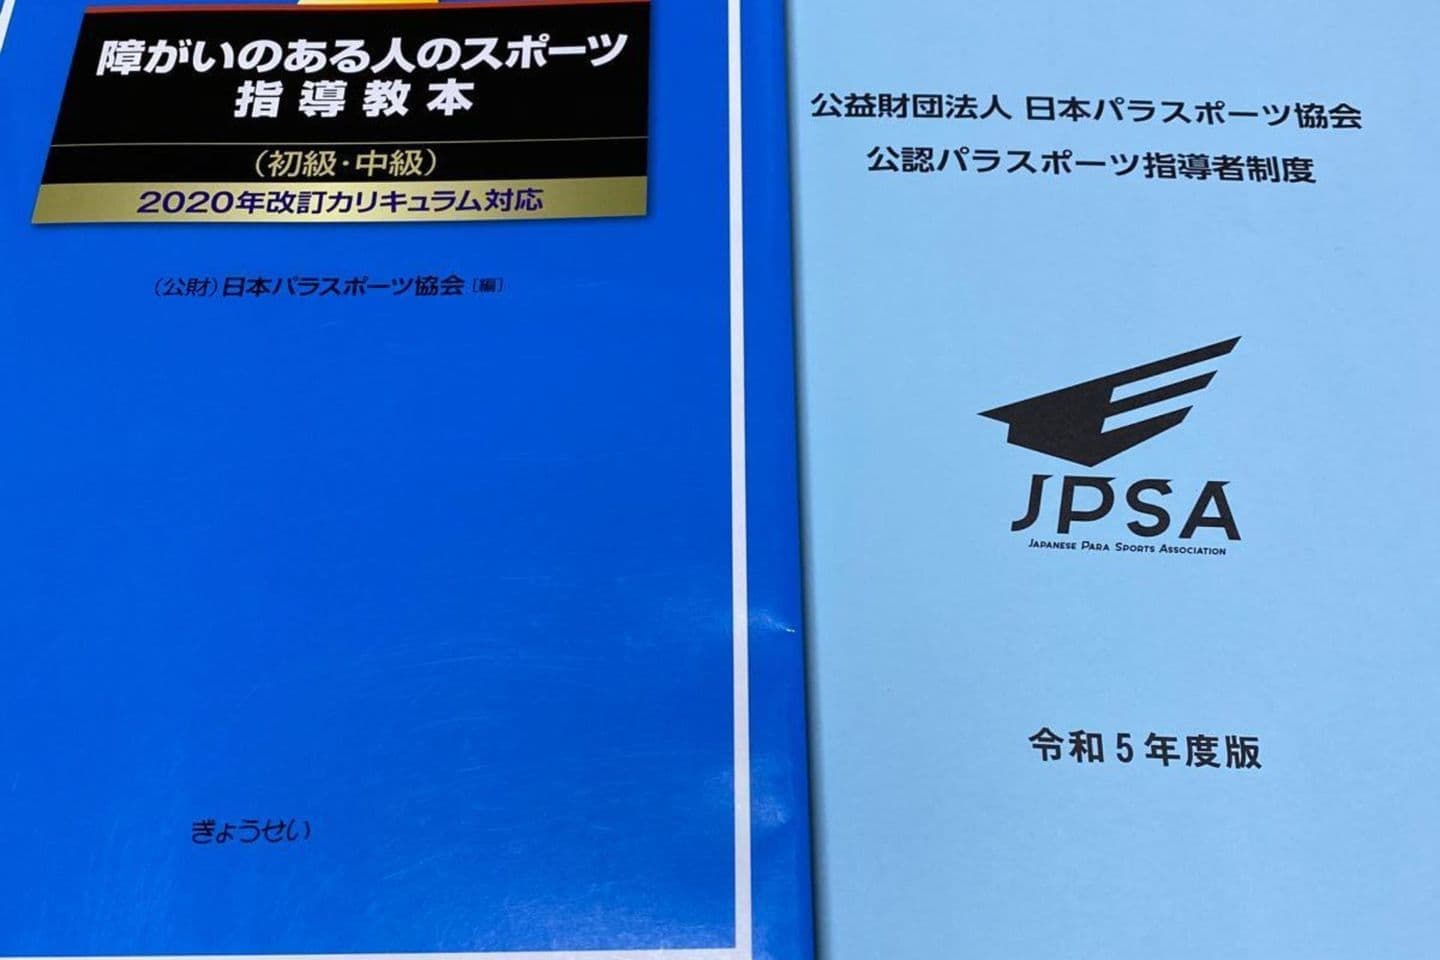 障がいのある人のスポーツ
指導教本
（初級・中級）
2020年改訂カリキュラム対応
（公財）日本パラスポーツ協会［編］
ぎょうせい
公益財団法人 日本パラスポーツ協会
公認パラスポーツ指導者制度
JPSA
JAPANESE PARA SPORTS ASSOCIATION
令和5年度版